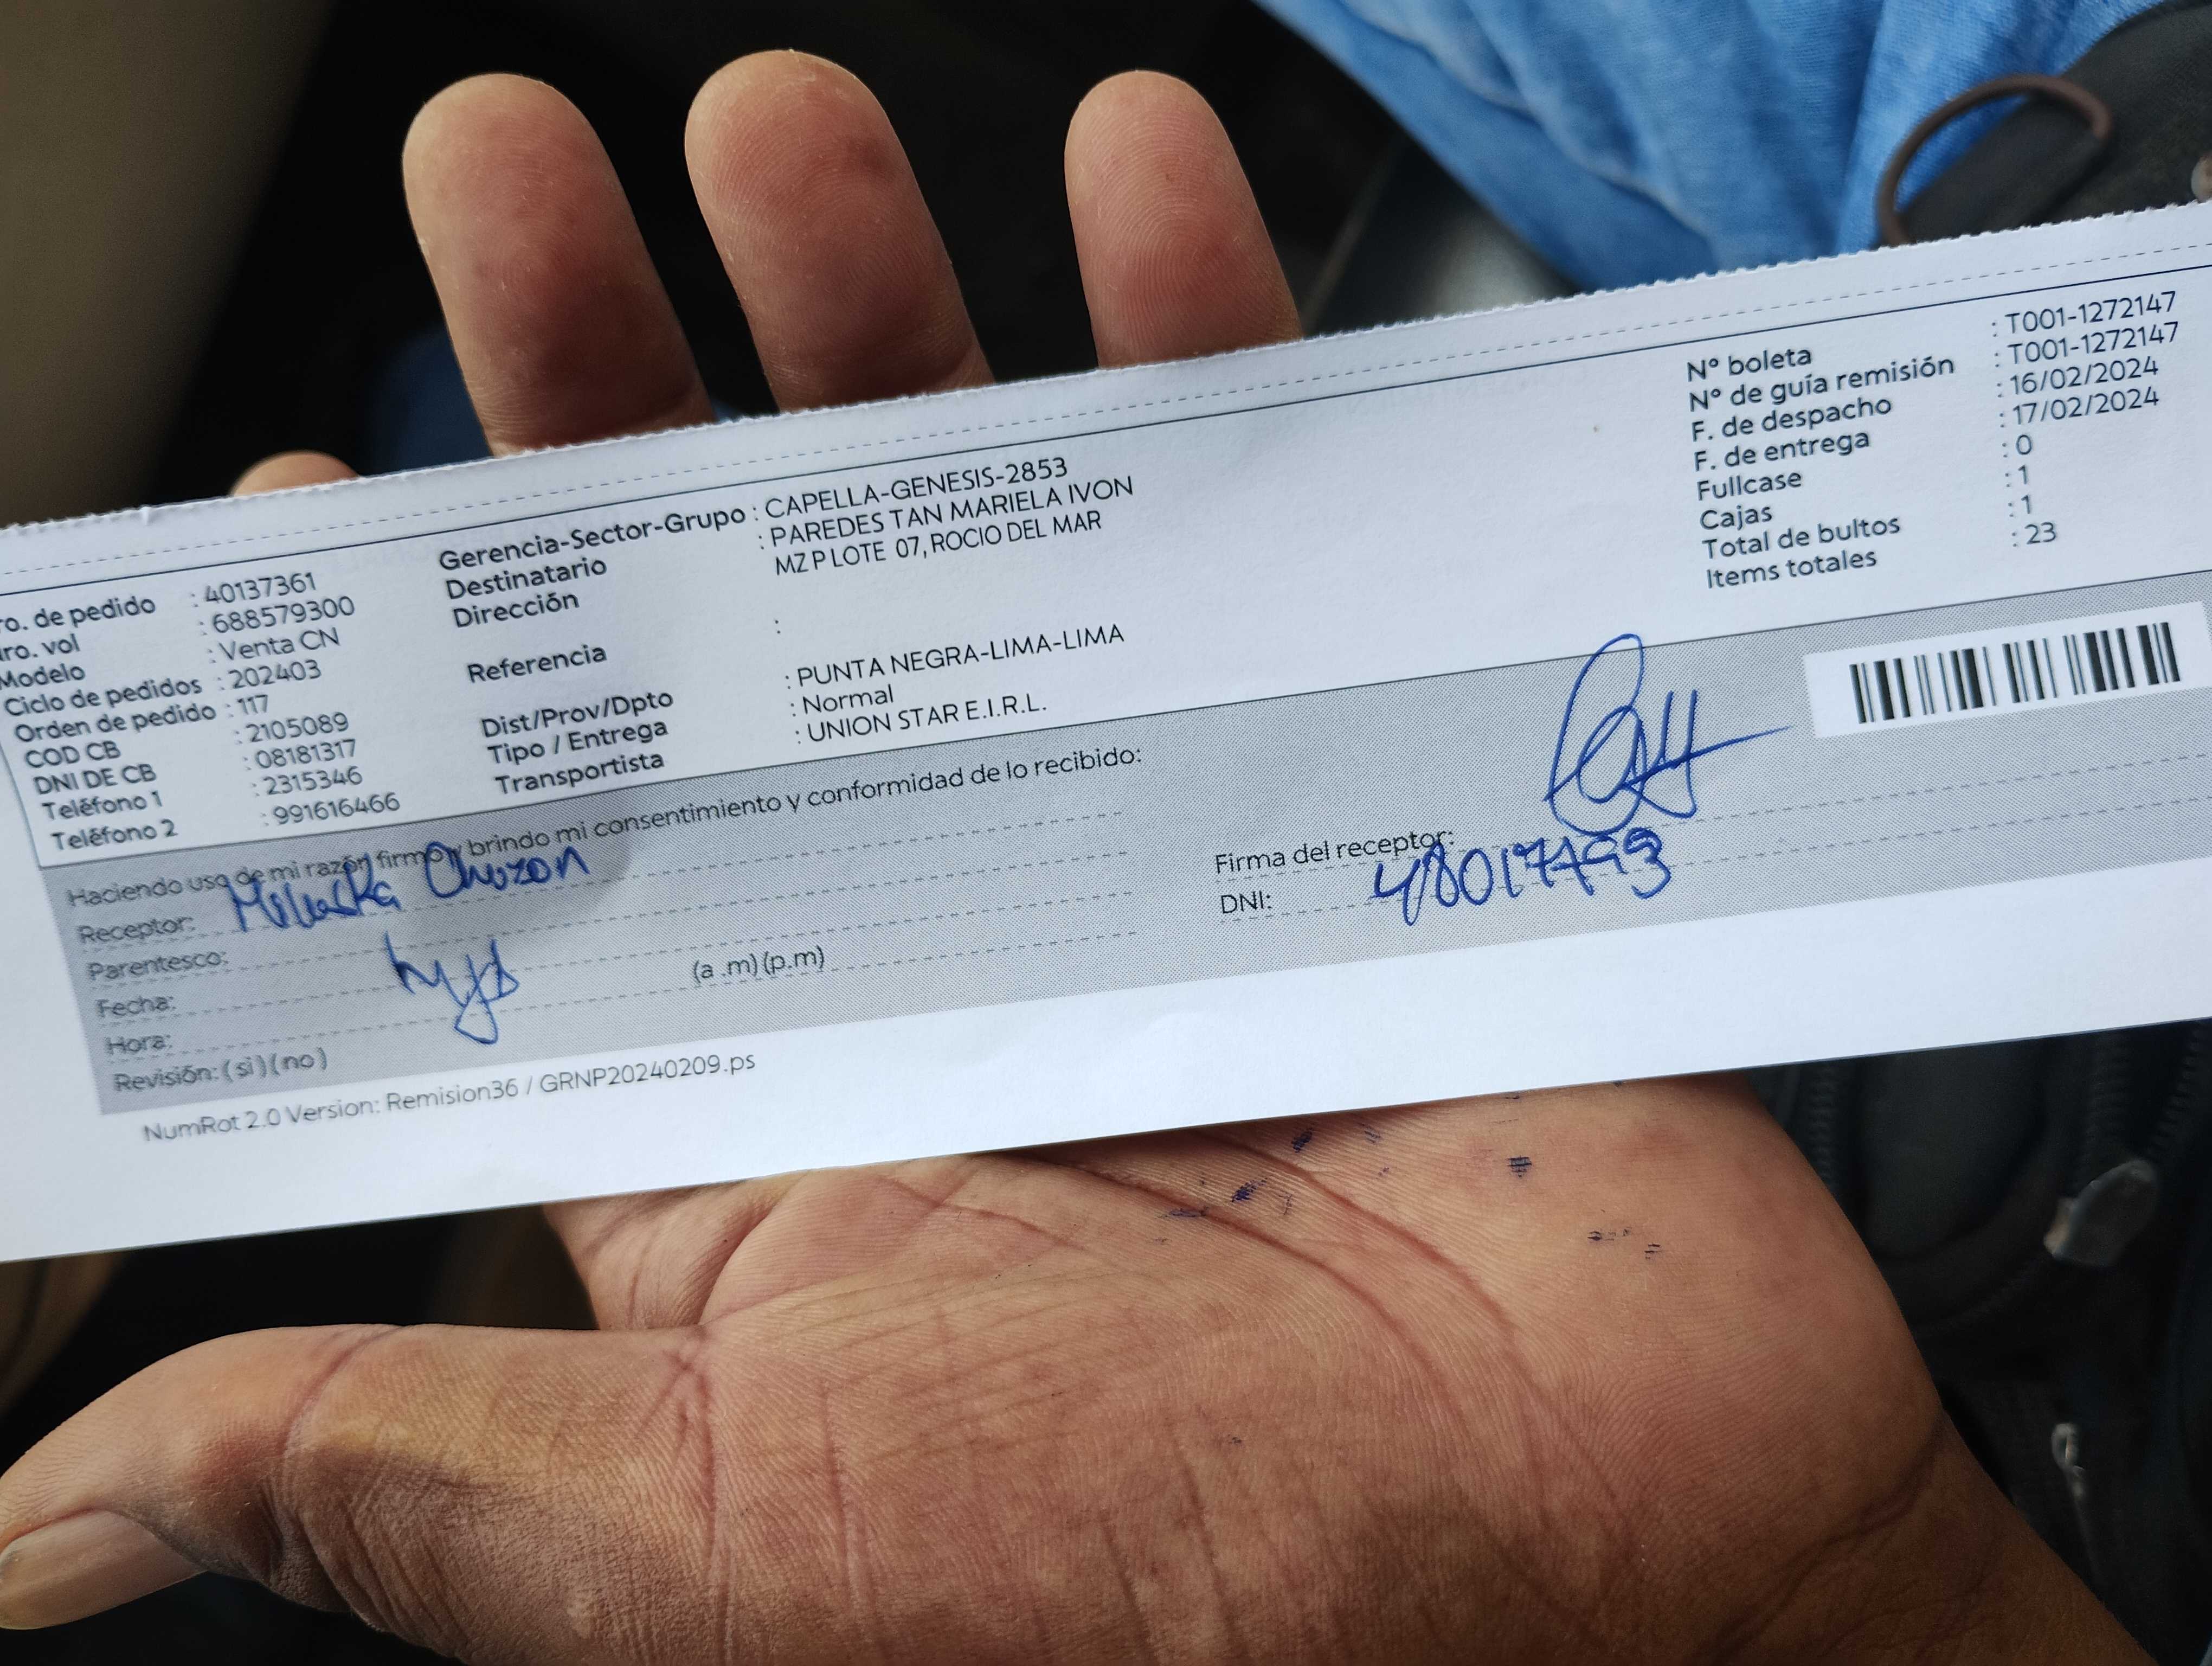 ro. de pedido : 40137361
ro. vol : 688579300
Modelo : Venta CN
Ciclo de pedidos : 202403
Orden de pedido : 117
COD CB : 2105089
DNI DE CB : 08181317
Teléfono 1 : 2315346
Teléfono 2 : 991616466
Gerencia-Sector-Grupo : CAPELLA-GENESIS-2853
Destinatario : PAREDES TAN MARIELA IVON
Dirección MZ P LOTE 07, ROCIO DEL MAR
Referencia :
Dist/Prov/Dpto : PUNTA NEGRA-LIMA-LIMA
Tipo / Entrega : Normal
Transportista : UNION STAR E.I.R.L.
N° boleta : T001-1272147
N° de guía remisión : T001-1272147
F. de despacho : 16/02/2024
F. de entrega : 17/02/2024
Fullcase : 0
Cajas : 1
Total de bultos : 1
Items totales : 23
Haciendo uso de mi razón firmo y brindo mi consentimiento y conformidad de lo recibido:
Receptor:
Parentesco:
Fecha:
Hora: (a .m) (p.m)
Revisión: ( si ) ( no )
Firma del receptor:
DNI:
NumRot 2.0 Version: Remision36 / GRNP20240209.ps